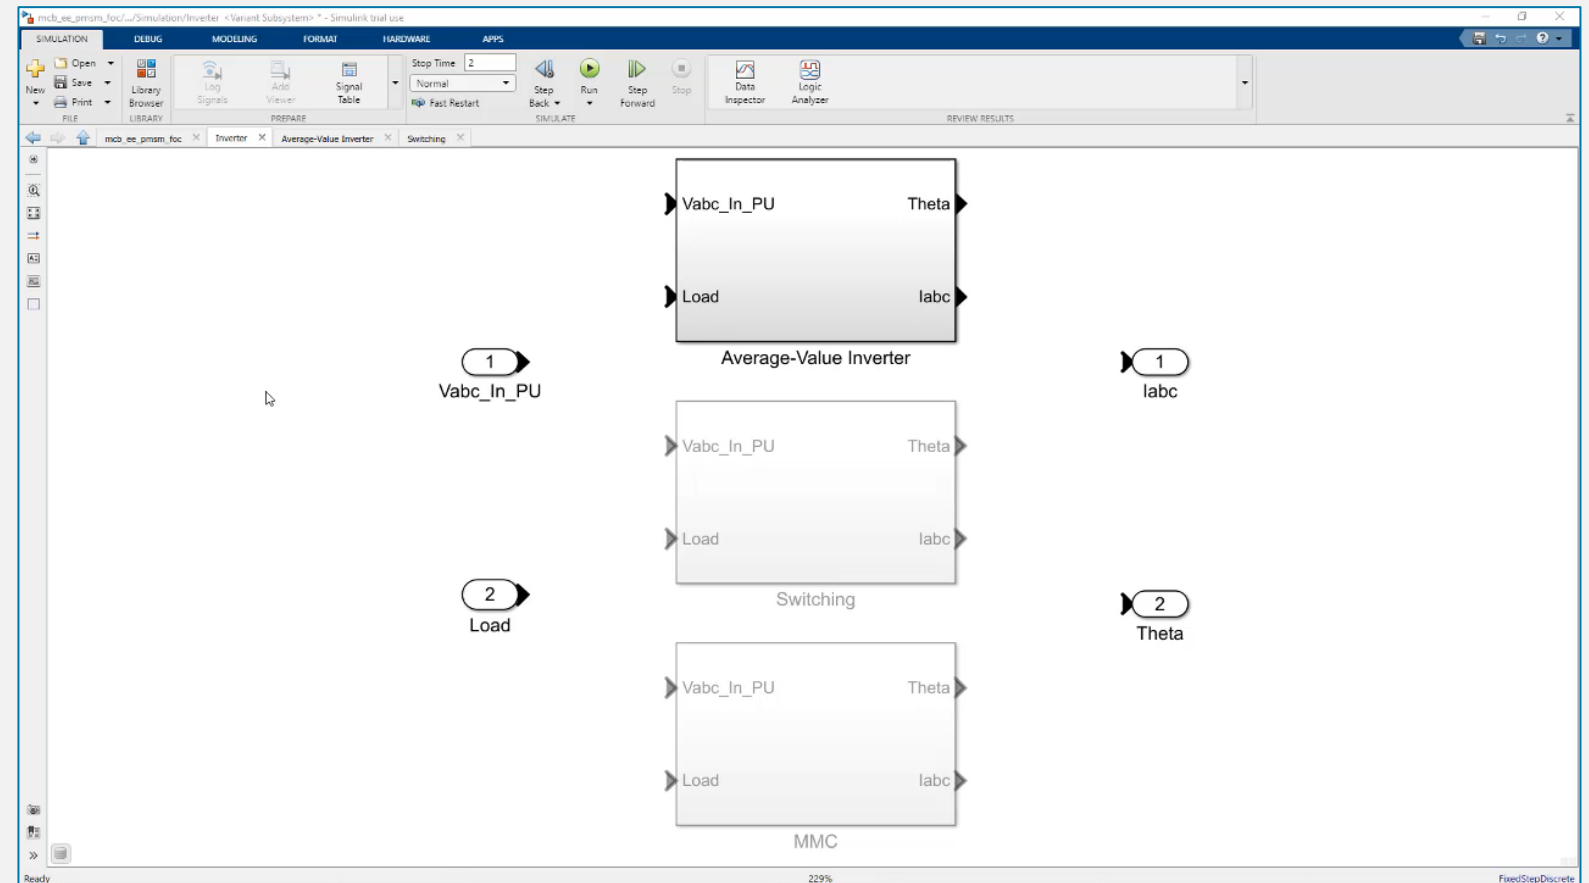 mcb_ee_pmsm_foc/.../Simulation/Inverter <Variant Subsystem> * - Simulink trial use
SIMULATION DEBUG MODELING FORMAT HARDWARE APPS
New
Open
Save
Print
FILE
Library
Browser
LIBRARY
Log
Signals
Add
Viewer
Signal
Table
PREPARE
Stop Time 2
Normal
Fast Restart
Step
Back
Run
Step
Forward
Stop
SIMULATE
Data
Inspector
Logic
Analyzer
REVIEW RESULTS
mcb_ee_pmsm_foc Inverter Average-Value Inverter Switching
Vabc_In_PU Theta
Load Iabc
Average-Value Inverter
1
Vabc_In_PU
1
Iabc
Vabc_In_PU Theta
Load Iabc
Switching
2
Load
2
Theta
Vabc_In_PU Theta
Load Iabc
MMC
Ready 229% FixedStepDiscrete